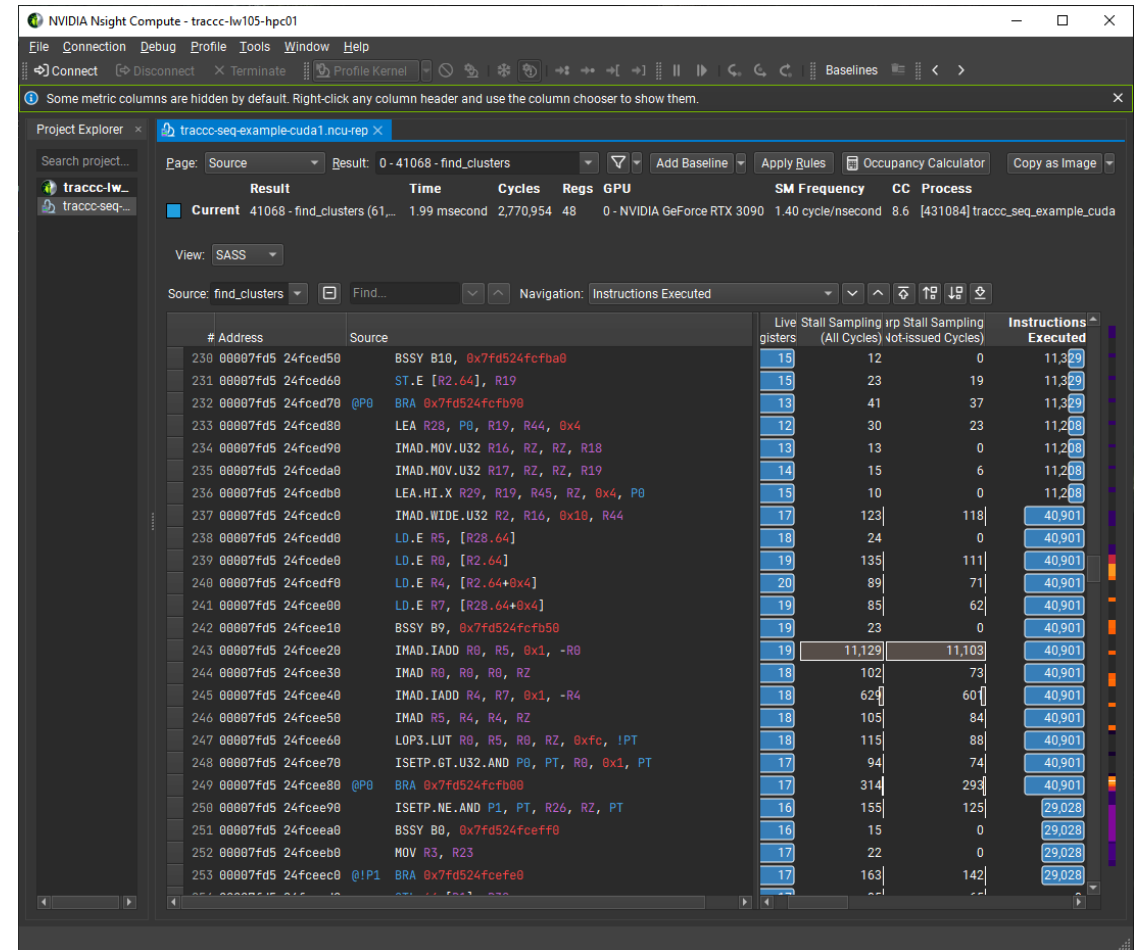 NVIDIA Nsight Compute - traccc-lw105-hpc01
File Connection Debug Profile Tools Window Help
Connect Disconnect Terminate Profile Kernel Baselines
Some metric columns are hidden by default. Right-click any column header and use the column chooser to show them.
Project Explorer traccc-seq-example-cuda1.ncu-rep
Search project...
traccc-lw_
traccc-seq-...
Page: Source Result: 0 - 41068 - find_clusters Add Baseline Apply Rules Occupancy Calculator Copy as Image
Result Time Cycles Regs GPU SM Frequency CC Process
Current 41068 - find_clusters (61,... 1.99 msecond 2,770,954 48 0 - NVIDIA GeForce RTX 3090 1.40 cycle/nsecond 8.6 [431084] traccc_seq_example_cuda
View: SASS
Source: find_clusters Find... Navigation: Instructions Executed
Live Stall Sampling arp Stall Sampling Instructions
# Address Source gisters (All Cycles) Not-issued Cycles) Executed
230 00007fd5 24fced50 BSSY B10, 0x7fd524fcfba0 15 12 0 11,329
231 00007fd5 24fced60 ST.E [R2.64], R19 15 23 19 11,329
232 00007fd5 24fced70 @P0 BRA 0x7fd524fcfb90 13 41 37 11,329
233 00007fd5 24fced80 LEA R28, P0, R19, R44, 0x4 12 30 23 11,208
234 00007fd5 24fced90 IMAD.MOV.U32 R16, RZ, RZ, R18 13 13 0 11,208
235 00007fd5 24fceda0 IMAD.MOV.U32 R17, RZ, RZ, R19 14 15 6 11,208
236 00007fd5 24fcedb0 LEA.HI.X R29, R19, R45, RZ, 0x4, P0 15 10 0 11,208
237 00007fd5 24fcedc0 IMAD.WIDE.U32 R2, R16, 0x10, R44 17 123 118 40,901
238 00007fd5 24fcedd0 LD.E R5, [R28.64] 18 24 0 40,901
239 00007fd5 24fcede0 LD.E R0, [R2.64] 19 135 111 40,901
240 00007fd5 24fcedf0 LD.E R4, [R2.64+0x4] 20 89 71 40,901
241 00007fd5 24fcee00 LD.E R7, [R28.64+0x4] 19 85 62 40,901
242 00007fd5 24fcee10 BSSY B9, 0x7fd524fcfb50 19 23 0 40,901
243 00007fd5 24fcee20 IMAD.IADD R0, R5, 0x1, -R0 19 11,129 11,103 40,901
244 00007fd5 24fcee30 IMAD R0, R0, R0, RZ 18 102 73 40,901
245 00007fd5 24fcee40 IMAD.IADD R4, R7, 0x1, -R4 18 629 601 40,901
246 00007fd5 24fcee50 IMAD R5, R4, R4, RZ 18 105 84 40,901
247 00007fd5 24fcee60 LOP3.LUT R0, R5, R0, RZ, 0xfc, !PT 18 115 88 40,901
248 00007fd5 24fcee70 ISETP.GT.U32.AND P0, PT, R0, 0x1, PT 17 94 74 40,901
249 00007fd5 24fcee80 @P0 BRA 0x7fd524fcfb00 17 314 293 40,901
250 00007fd5 24fcee90 ISETP.NE.AND P1, PT, R26, RZ, PT 16 155 125 29,028
251 00007fd5 24fceea0 BSSY B0, 0x7fd524fceff0 16 15 0 29,028
252 00007fd5 24fceeb0 MOV R3, R23 17 22 0 29,028
253 00007fd5 24fceec0 @!P1 BRA 0x7fd524fcefe0 17 163 142 29,028